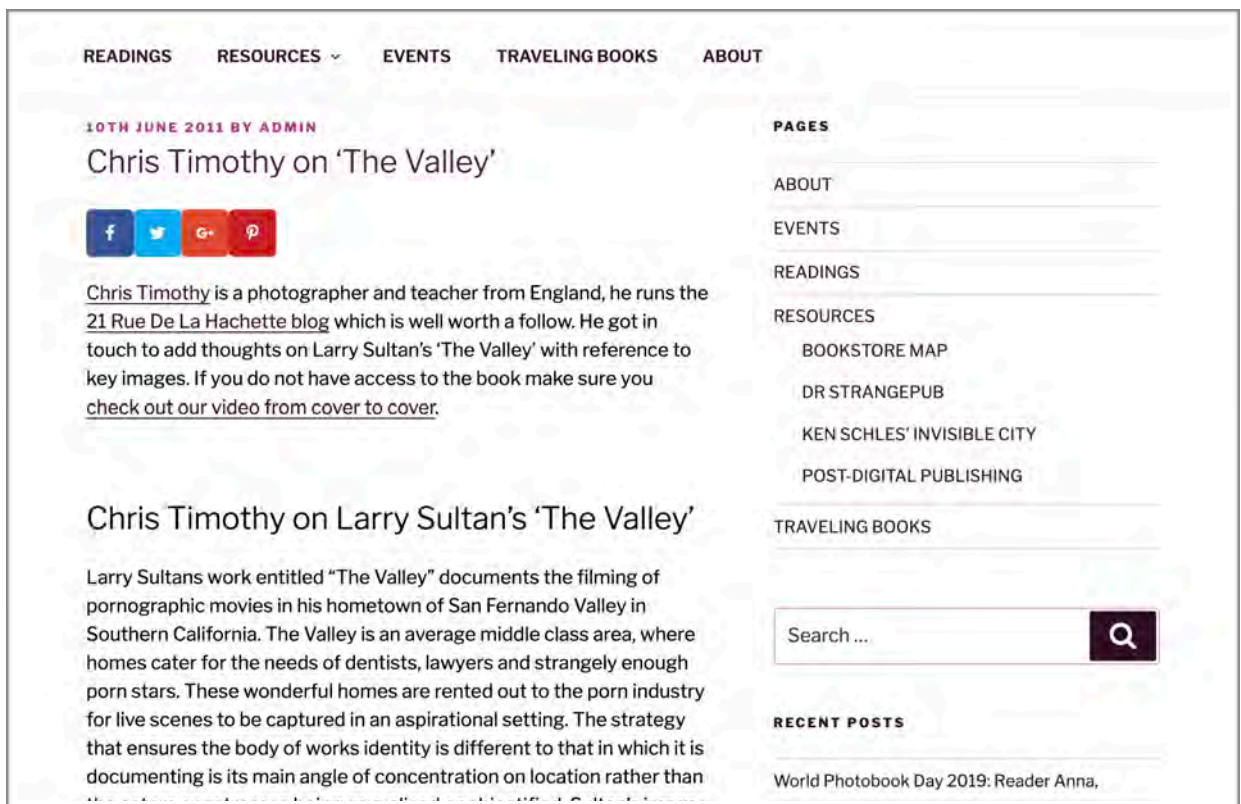 READINGS RESOURCES EVENTS TRAVELING BOOKS ABOUT
10TH JUNE 2011 BY ADMIN
Chris Timothy on ‘The Valley’
Chris Timothy is a photographer and teacher from England, he runs the
21 Rue De La Hachette blog which is well worth a follow. He got in
touch to add thoughts on Larry Sultan’s ‘The Valley’ with reference to
key images. If you do not have access to the book make sure you
check out our video from cover to cover.
Chris Timothy on Larry Sultan’s ‘The Valley’
Larry Sultans work entitled “The Valley” documents the filming of
pornographic movies in his hometown of San Fernando Valley in
Southern California. The Valley is an average middle class area, where
homes cater for the needs of dentists, lawyers and strangely enough
porn stars. These wonderful homes are rented out to the porn industry
for live scenes to be captured in an aspirational setting. The strategy
that ensures the body of works identity is different to that in which it is
documenting is its main angle of concentration on location rather than
PAGES
ABOUT
EVENTS
READINGS
RESOURCES
BOOKSTORE MAP
DR STRANGEPUB
KEN SCHLES’ INVISIBLE CITY
POST-DIGITAL PUBLISHING
TRAVELING BOOKS
Search …
RECENT POSTS
World Photobook Day 2019: Reader Anna,